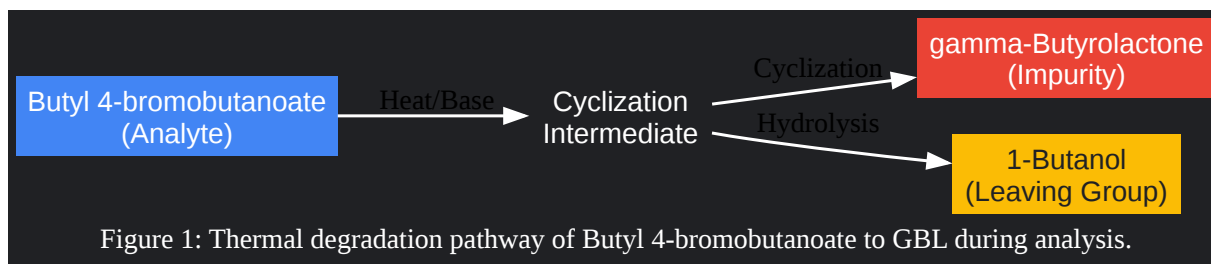 Butyl 4-bromobutanoate
(Analyte)
Heat/Base
Cyclization
Intermediate
Cyclization
Hydrolysis
gamma-Butyrolactone
(Impurity)
1-Butanol
(Leaving Group)
Figure 1: Thermal degradation pathway of Butyl 4-bromobutanoate to GBL during analysis.